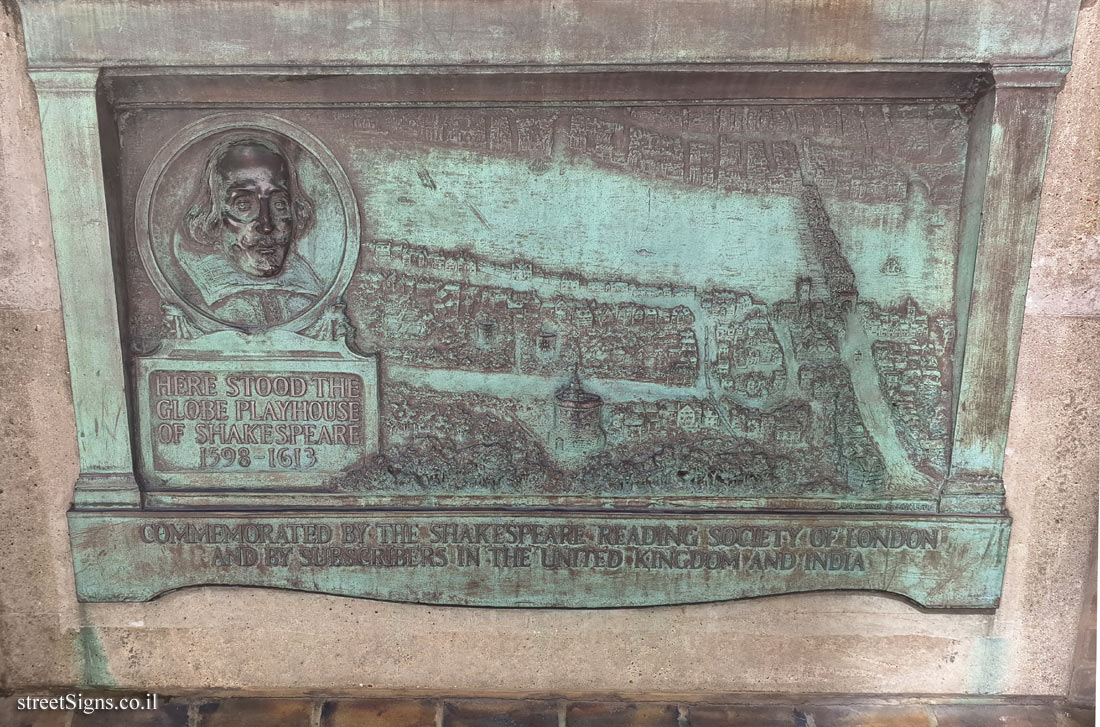 HERE STOOD THE
GLOBE PLAYHOUSE
OF SHAKESPEARE
1598-1613
COMMEMORATED BY THE SHAKESPEARE READING SOCIETY OF LONDON
AND BY SUBSCRIBERS IN THE UNITED KINGDOM AND INDIA
streetSigns.co.il